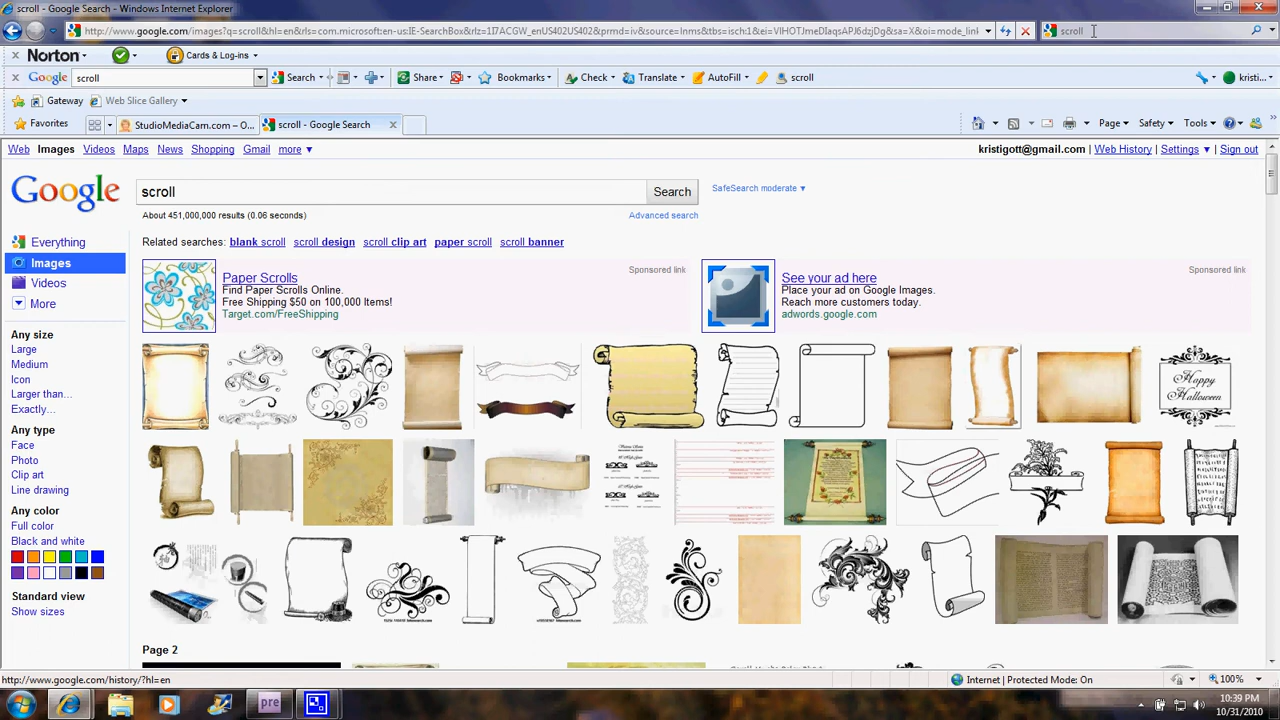 scroll - Google Search - Windows Internet Explorer
scroll
Norton
Cards & Log-ins
Google
scroll
Search
Share
Bookmarks
Check
Translate
AutoFill
scroll
kristi...
Gateway
Web Slice Gallery
Favorites
StudioMediaCam.com – O...
scroll - Google Search
Page
Safety
Tools
Web Images Videos Maps News Shopping Gmail more
kristigott@gmail.com | Web History | Settings | Sign out
Google
scroll
Search
SafeSearch moderate
About 451,000,000 results (0.06 seconds)
Advanced search
Related searches: blank scroll scroll design scroll clip art paper scroll scroll banner
Everything
Images
Videos
More
Any size
Large
Medium
Icon
Larger than...
Exactly...
Any type
Face
Photo
Clip art
Line drawing
Any color
Full color
Black and white
Standard view
Show sizes
Paper Scrolls
Sponsored link
Find Paper Scrolls Online.
Free Shipping $50 on 100,000 Items!
Target.com/FreeShipping
See your ad here
Sponsored link
Place your ad on Google Images.
Reach more customers today.
adwords.google.com
Happy
Halloween
Page 2
http://www.google.com/history/?hl=en
Internet | Protected Mode: On
100%
pre
10:39 PM
10/31/2010